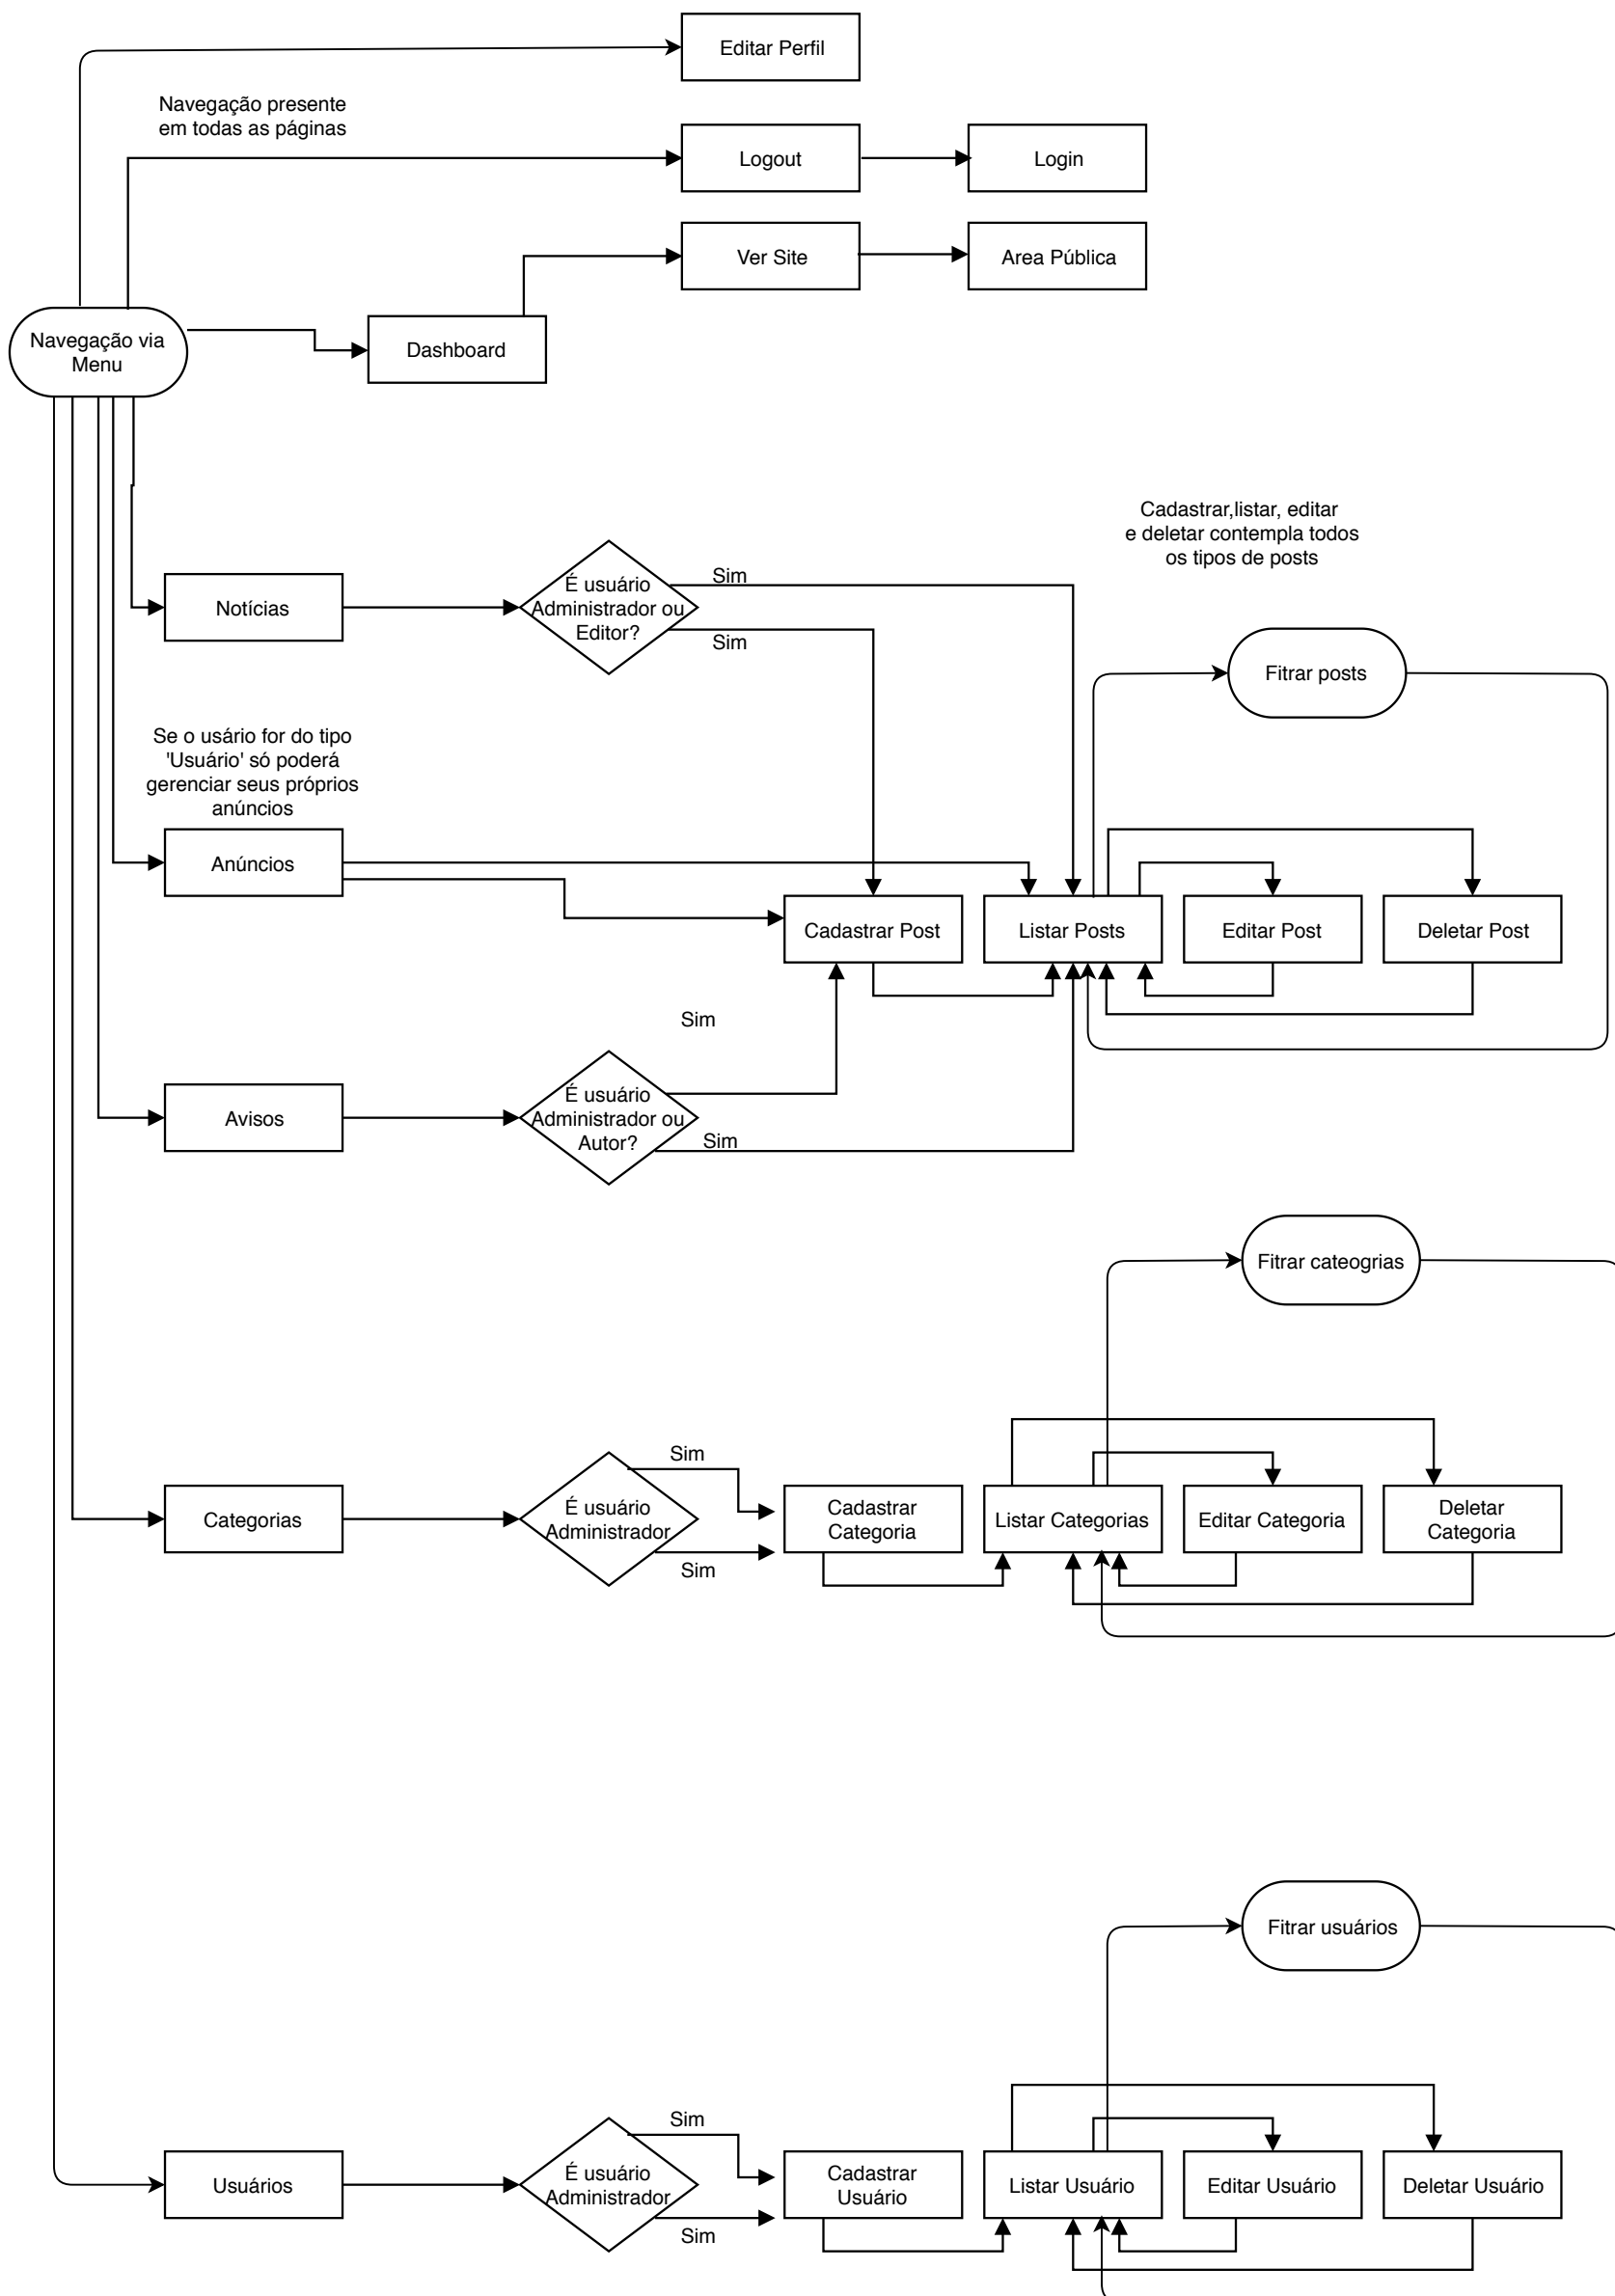 Editar Perfil
Navegação presente
em todas as páginas
Logout
Login
Ver Site
Area Pública
Navegação via
Menu
Dashboard
Cadastrar,listar, editar
e deletar contempla todos
os tipos de posts
Notícias
É usuário
Administrador ou
Editor?
Sim
Sim
Fitrar posts
Se o usário for do tipo
'Usuário' só poderá
gerenciar seus próprios
anúncios
Anúncios
Cadastrar Post
Listar Posts
Editar Post
Deletar Post
Sim
Avisos
É usuário
Administrador ou
Autor?
Sim
Fitrar cateogrias
Categorias
É usuário
Administrador
Sim
Sim
Cadastrar
Categoria
Listar Categorias
Editar Categoria
Deletar
Categoria
Fitrar usuários
Usuários
É usuário
Administrador
Sim
Sim
Cadastrar
Usuário
Listar Usuário
Editar Usuário
Deletar Usuário